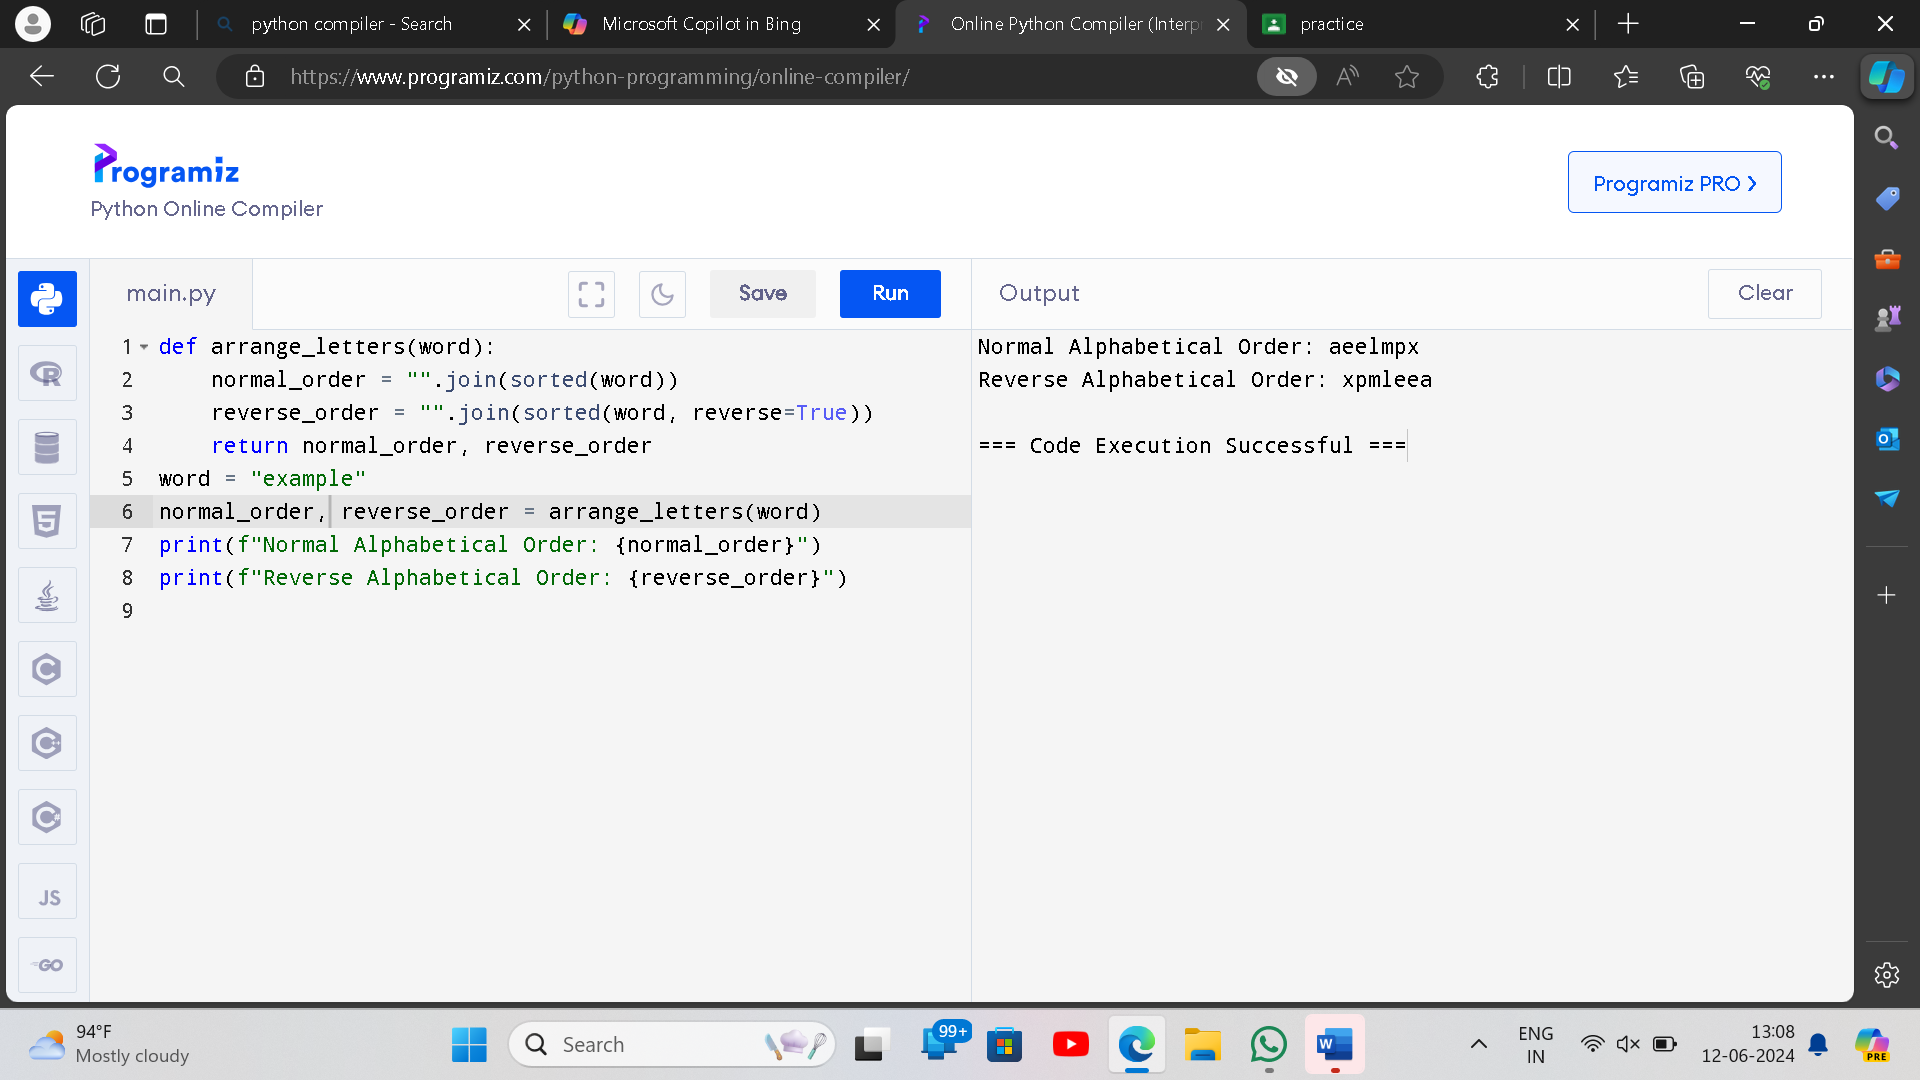 python compiler - Search
Microsoft Copilot in Bing
Online Python Compiler (Interp
practice
https://www.programiz.com/python-programming/online-compiler/
Programiz
Python Online Compiler
Programiz PRO
main.py
Save
Run
Output
Clear
1 def arrange_letters(word):
2     normal_order = "".join(sorted(word))
3     reverse_order = "".join(sorted(word, reverse=True))
4     return normal_order, reverse_order
5 word = "example"
6 normal_order, reverse_order = arrange_letters(word)
7 print(f"Normal Alphabetical Order: {normal_order}")
8 print(f"Reverse Alphabetical Order: {reverse_order}")
9
Normal Alphabetical Order: aeelmpx
Reverse Alphabetical Order: xpmleea
=== Code Execution Successful ===
R
5
C
C++
C#
JS
GO
94°F
Mostly cloudy
Search
99+
W
ENG
IN
13:08
12-06-2024
PRE